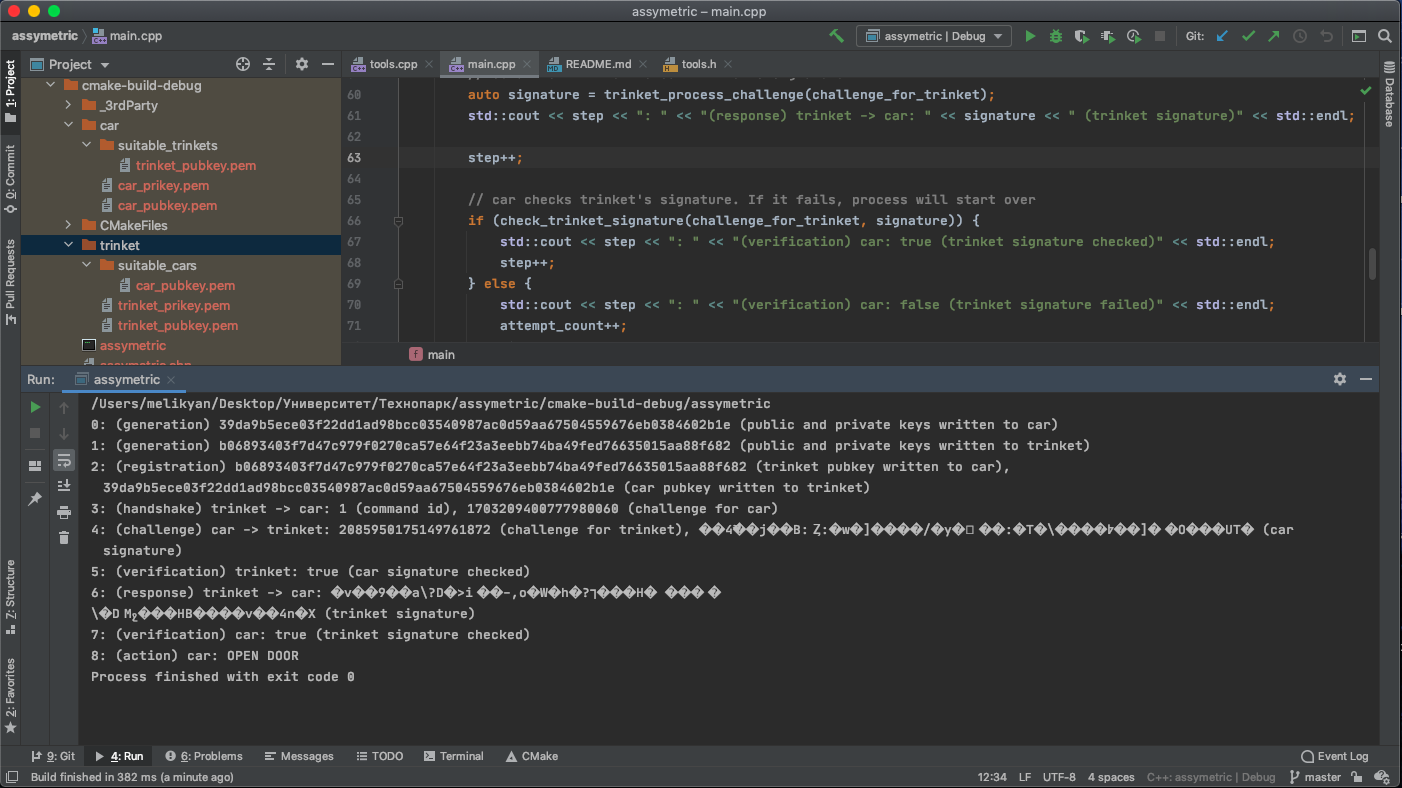 assymetric – main.cpp
assymetric
main.cpp
assymetric | Debug
Git:
1: Project
0: Commit
Pull Requests
Z: Structure
2: Favorites
Database
Project
cmake-build-debug
_3rdParty
car
suitable_trinkets
trinket_pubkey.pem
car_prikey.pem
car_pubkey.pem
CMakeFiles
trinket
suitable_cars
car_pubkey.pem
trinket_prikey.pem
trinket_pubkey.pem
assymetric
tools.cpp
main.cpp
README.md
tools.h
60 auto signature = trinket_process_challenge(challenge_for_trinket);
61 std::cout << step << ": " << "(response) trinket -> car: " << signature << " (trinket signature)" << std::endl;
62
63 step++;
64
65 // car checks trinket's signature. If it fails, process will start over
66 if (check_trinket_signature(challenge_for_trinket, signature)) {
67 std::cout << step << ": " << "(verification) car: true (trinket signature checked)" << std::endl;
68 step++;
69 } else {
70 std::cout << step << ": " << "(verification) car: false (trinket signature failed)" << std::endl;
71 attempt_count++;
f main
Run: assymetric
/Users/melikyan/Desktop/Университет/Технопарк/assymetric/cmake-build-debug/assymetric
0: (generation) 39da9b5ece03f22dd1ad98bcc03540987ac0d59aa67504559676eb0384602b1e (public and private keys written to car)
1: (generation) b06893403f7d47c979f0270ca57e64f23a3eebb74ba49fed76635015aa88f682 (public and private keys written to trinket)
2: (registration) b06893403f7d47c979f0270ca57e64f23a3eebb74ba49fed76635015aa88f682 (trinket pubkey written to car),
39da9b5ece03f22dd1ad98bcc03540987ac0d59aa67504559676eb0384602b1e (car pubkey written to trinket)
3: (handshake) trinket -> car: 1 (command id), 1703209400777980060 (challenge for car)
4: (challenge) car -> trinket: 2085950175149761872 (challenge for trinket), (car
signature)
5: (verification) trinket: true (car signature checked)
6: (response) trinket -> car:
(trinket signature)
7: (verification) car: true (trinket signature checked)
8: (action) car: OPEN DOOR
Process finished with exit code 0
9: Git
4: Run
6: Problems
Messages
TODO
Terminal
CMake
Event Log
Build finished in 382 ms (a minute ago)
12:34
LF
UTF-8
4 spaces
C++: assymetric | Debug
master